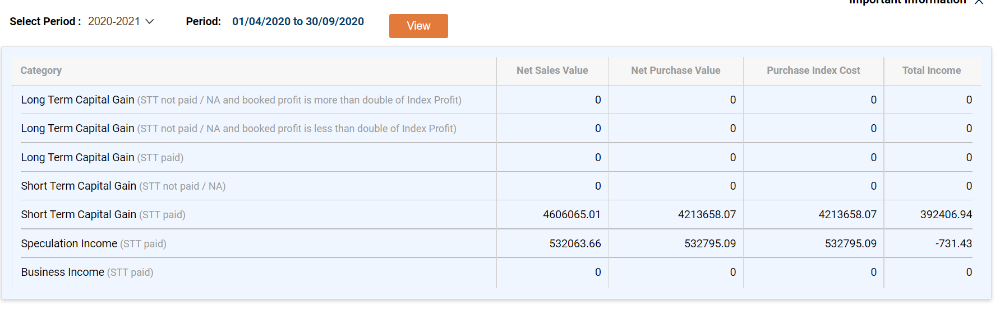 Important Information
Select Period : 2020-2021 Period: 01/04/2020 to 30/09/2020 View
Category Net Sales Value Net Purchase Value Purchase Index Cost Total Income
Long Term Capital Gain (STT not paid / NA and booked profit is more than double of Index Profit) 0 0 0 0
Long Term Capital Gain (STT not paid / NA and booked profit is less than double of Index Profit) 0 0 0 0
Long Term Capital Gain (STT paid) 0 0 0 0
Short Term Capital Gain (STT not paid / NA) 0 0 0 0
Short Term Capital Gain (STT paid) 4606065.01 4213658.07 4213658.07 392406.94
Speculation Income (STT paid) 532063.66 532795.09 532795.09 -731.43
Business Income (STT paid) 0 0 0 0